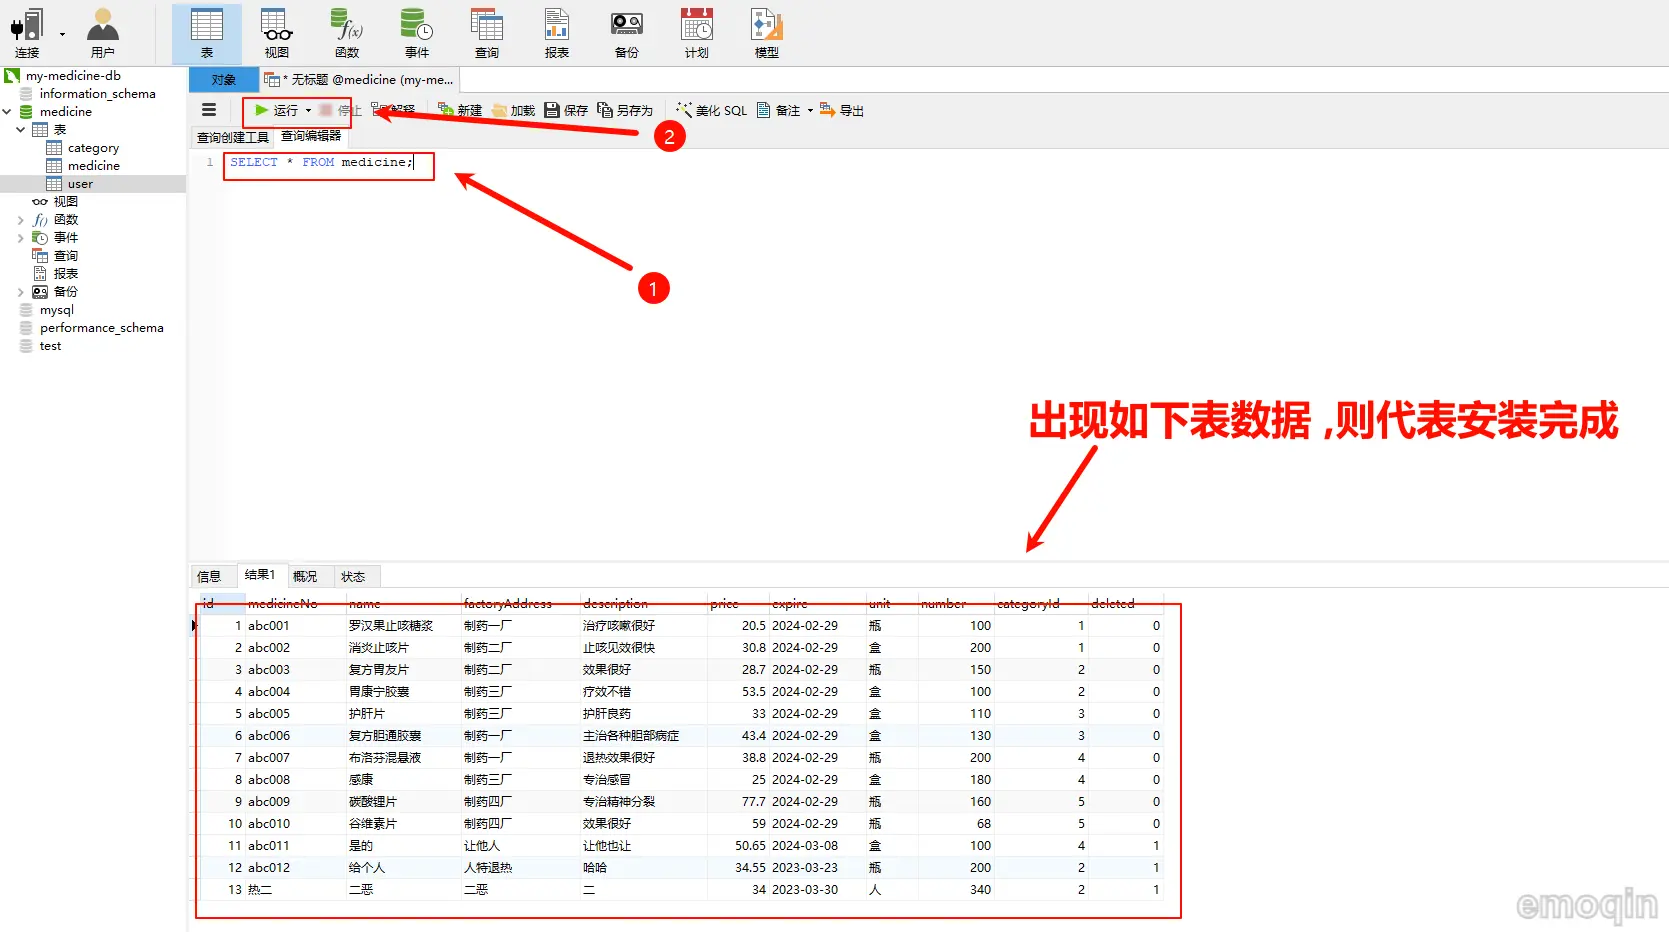 连接
用户
表
视图
函数
事件
查询
报表
备份
计划
模型
my-medicine-db
information_schema
medicine
表
category
medicine
user
视图
函数
事件
查询
报表
备份
mysql
performance_schema
test
对象
* 无标题 @medicine (my-me...
运行 停止 解释 新建 加载 保存 另存为 美化 SQL 备注 导出
查询创建工具 查询编辑器
1 SELECT * FROM medicine;
2
1
出现如下表数据 ,则代表安装完成
信息 结果1 概况 状态
id medicineNo name factoryAddress description price expire unit number categoryId deleted
1 abc001 罗汉果止咳糖浆 制药一厂 治疗咳嗽很好 20.5 2024-02-29 瓶 100 1 0
2 abc002 消炎止咳片 制药二厂 止咳见效很快 30.8 2024-02-29 盒 200 1 0
3 abc003 复方胃友片 制药二厂 效果很好 28.7 2024-02-29 瓶 150 2 0
4 abc004 胃康宁胶囊 制药三厂 疗效不错 53.5 2024-02-29 盒 100 2 0
5 abc005 护肝片 制药三厂 护肝良药 33 2024-02-29 盒 110 3 0
6 abc006 复方胆通胶囊 制药一厂 主治各种胆部病症 43.4 2024-02-29 盒 130 3 0
7 abc007 布洛芬混悬液 制药一厂 退热效果很好 38.8 2024-02-29 瓶 200 4 0
8 abc008 感康 制药三厂 专治感冒 25 2024-02-29 盒 180 4 0
9 abc009 碳酸锂片 制药四厂 专治精神分裂 77.7 2024-02-29 瓶 160 5 0
10 abc010 谷维素片 制药四厂 效果很好 59 2024-02-29 瓶 68 5 0
11 abc011 是的 让他人 让他也让 50.65 2024-03-08 盒 100 4 1
12 abc012 给个人 人特退热 哈哈 34.55 2023-03-23 瓶 200 2 1
13 热二 二恶 二恶 二 34 2023-03-30 人 340 2 1
emoqin